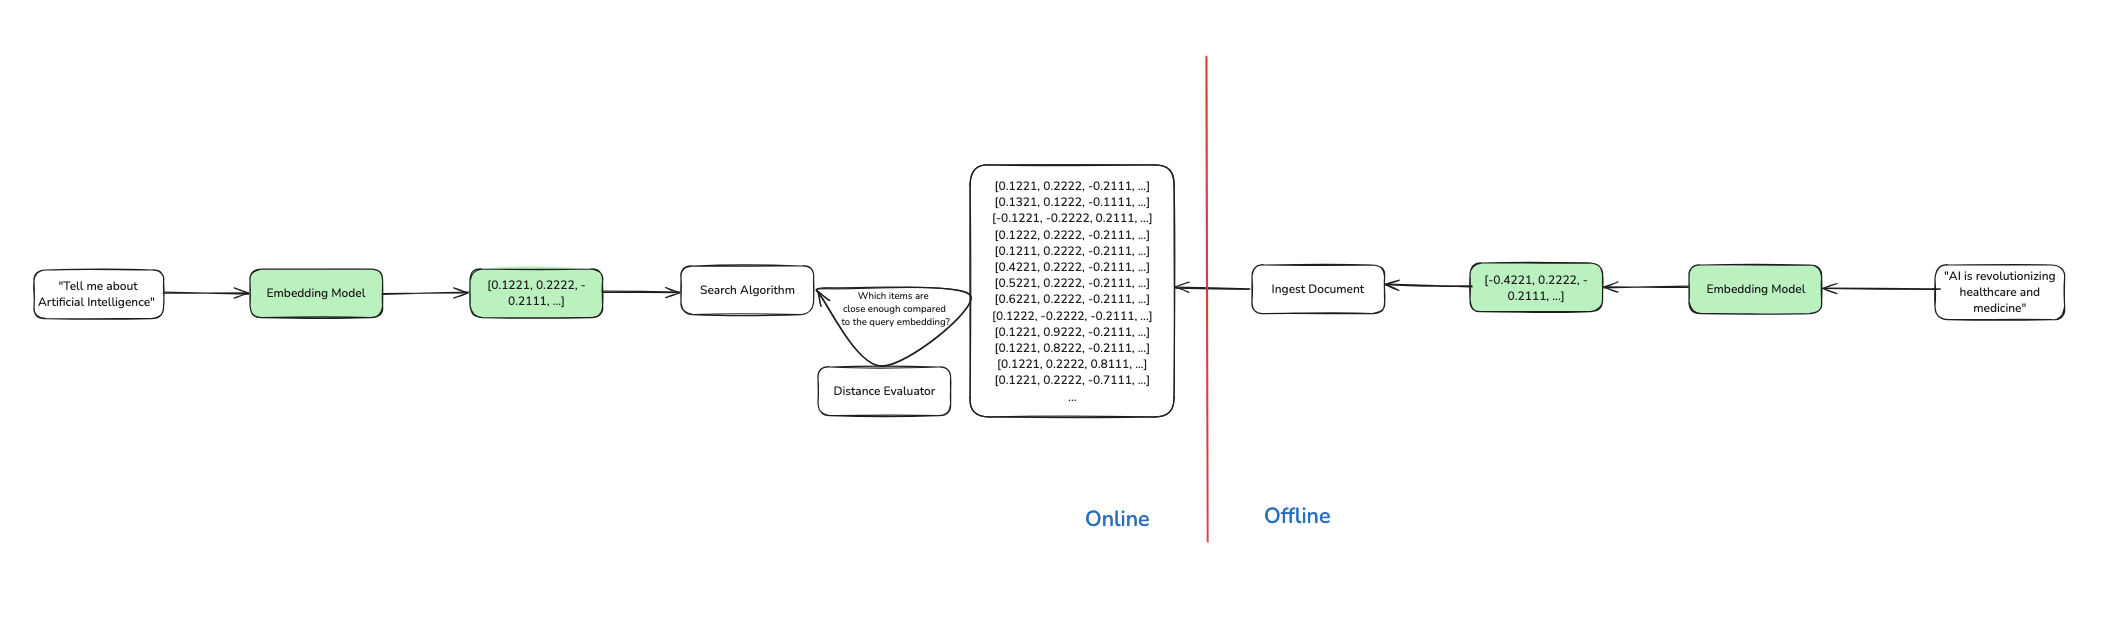 "Tell me about
Artificial Intelligence"
Embedding Model
[0.1221, 0.2222, -
0.2111, ...]
Search Algorithm
Which items are
close enough compared
to the query embedding?
Distance Evaluator
[0.1221, 0.2222, -0.2111, ...]
[0.1321, 0.1222, -0.1111, ...]
[-0.1221, -0.2222, 0.2111, ...]
[0.1222, 0.2222, -0.2111, ...]
[0.1211, 0.2222, -0.2111, ...]
[0.4221, 0.2222, -0.2111, ...]
[0.5221, 0.2222, -0.2111, ...]
[0.6221, 0.2222, -0.2111, ...]
[0.1222, -0.2222, -0.2111, ...]
[0.1221, 0.9222, -0.2111, ...]
[0.1221, 0.8222, -0.2111, ...]
[0.1221, 0.2222, 0.8111, ...]
[0.1221, 0.2222, -0.7111, ...]
...
Ingest Document
[-0.4221, 0.2222, -
0.2111, ...]
Embedding Model
"AI is revolutionizing
healthcare and
medicine"
Online
Offline